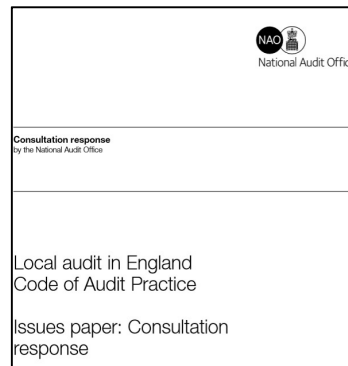 NAO
National Audit Office
Consultation response
by the National Audit Office
Local audit in England
Code of Audit Practice
Issues paper: Consultation
response